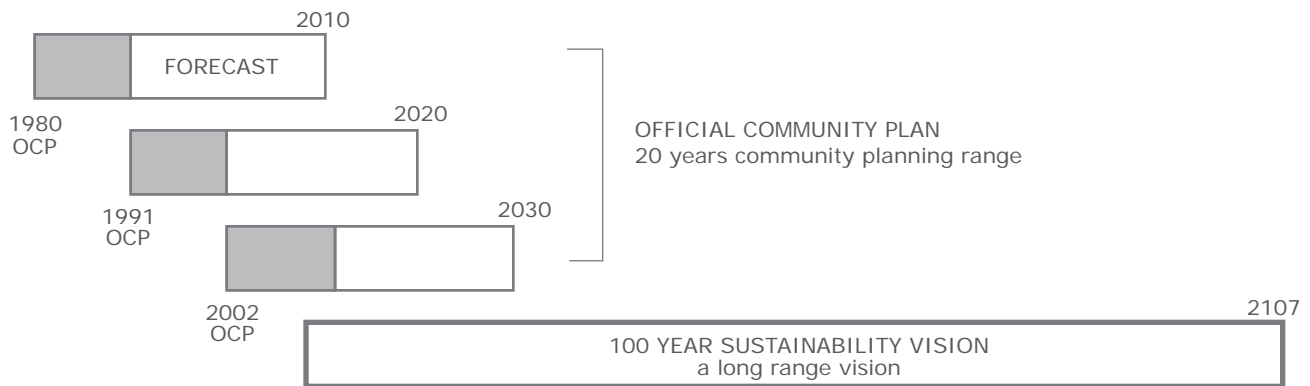 2010
FORECAST
1980
OCP
2020
OFFICIAL COMMUNITY PLAN
20 years community planning range
1991
OCP
2030
2002
OCP
2107
100 YEAR SUSTAINABILITY VISION
a long range vision